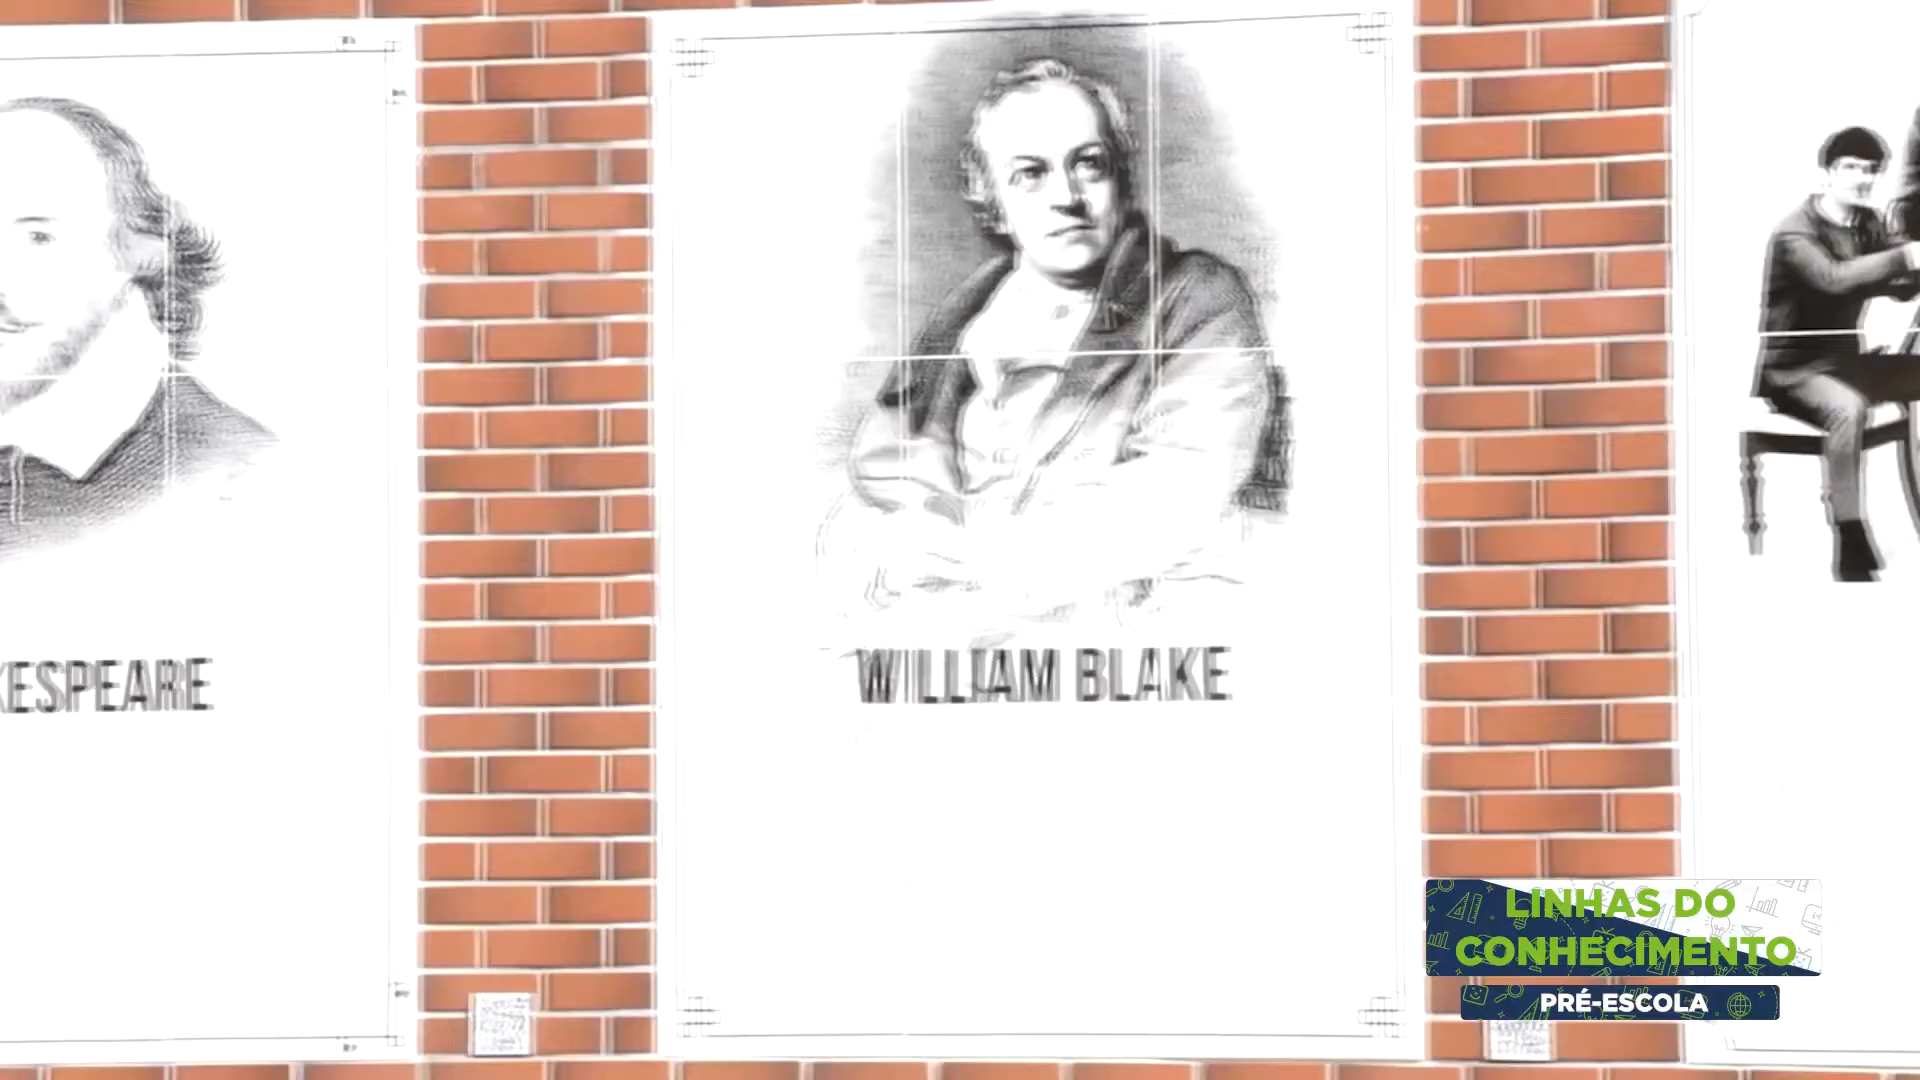 KESPEARE
WILLIAM BLAKE
LINHAS DO
CONHECIMENTO
PRÉ-ESCOLA